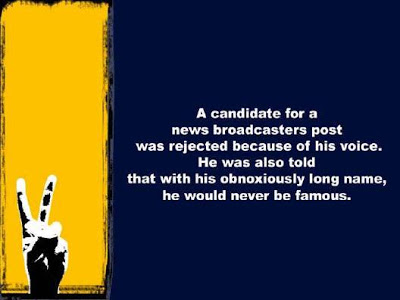 A candidate for a
news broadcasters post
was rejected because of his voice.
He was also told
that with his obnoxiously long name,
he would never be famous.